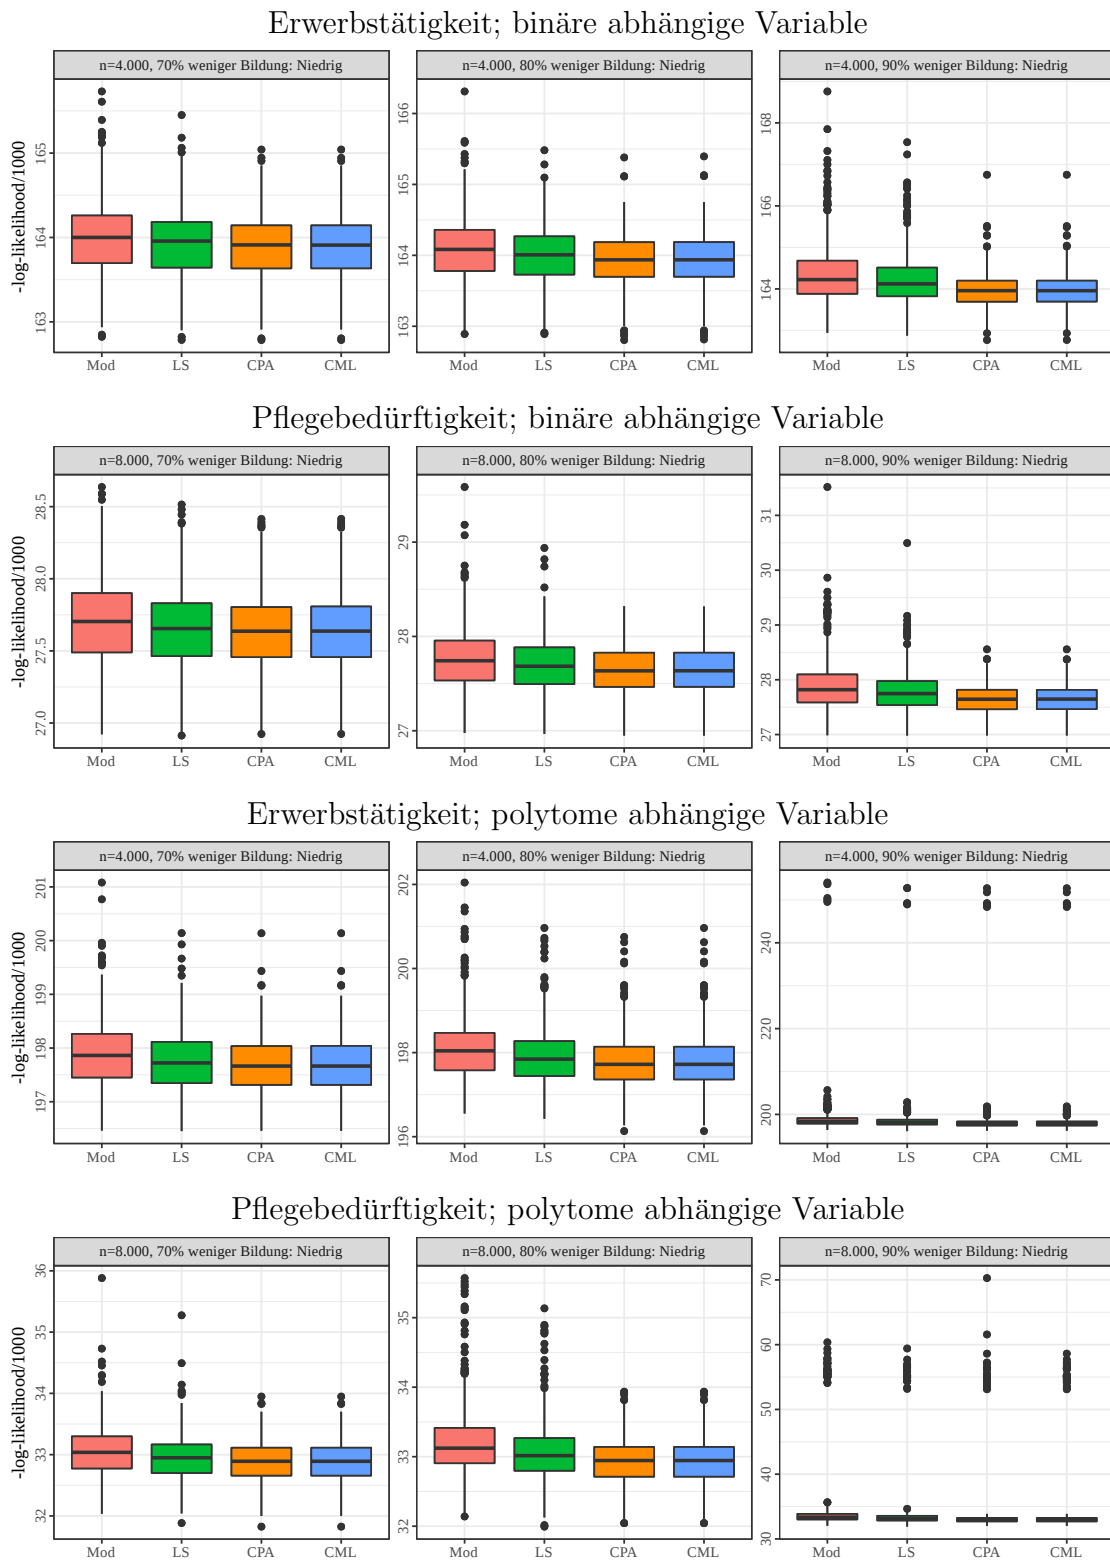 Erwerbstätigkeit; binäre abhängige Variable
n=4.000, 70% weniger Bildung: Niedrig
n=4.000, 80% weniger Bildung: Niedrig
n=4.000, 90% weniger Bildung: Niedrig
-log-likelihood/1000
165
164
163
166
165
164
163
168
166
164
Mod LS CPA CML
Mod LS CPA CML
Mod LS CPA CML
Pflegebedürftigkeit; binäre abhängige Variable
n=8.000, 70% weniger Bildung: Niedrig
n=8.000, 80% weniger Bildung: Niedrig
n=8.000, 90% weniger Bildung: Niedrig
-log-likelihood/1000
28.5
28.0
27.5
27.0
29
28
27
31
30
29
28
27
Mod LS CPA CML
Mod LS CPA CML
Mod LS CPA CML
Erwerbstätigkeit; polytome abhängige Variable
n=4.000, 70% weniger Bildung: Niedrig
n=4.000, 80% weniger Bildung: Niedrig
n=4.000, 90% weniger Bildung: Niedrig
-log-likelihood/1000
201
200
199
198
197
202
200
198
196
240
220
200
Mod LS CPA CML
Mod LS CPA CML
Mod LS CPA CML
Pflegebedürftigkeit; polytome abhängige Variable
n=8.000, 70% weniger Bildung: Niedrig
n=8.000, 80% weniger Bildung: Niedrig
n=8.000, 90% weniger Bildung: Niedrig
-log-likelihood/1000
36
35
34
33
32
35
34
33
32
70
60
50
40
30
Mod LS CPA CML
Mod LS CPA CML
Mod LS CPA CML